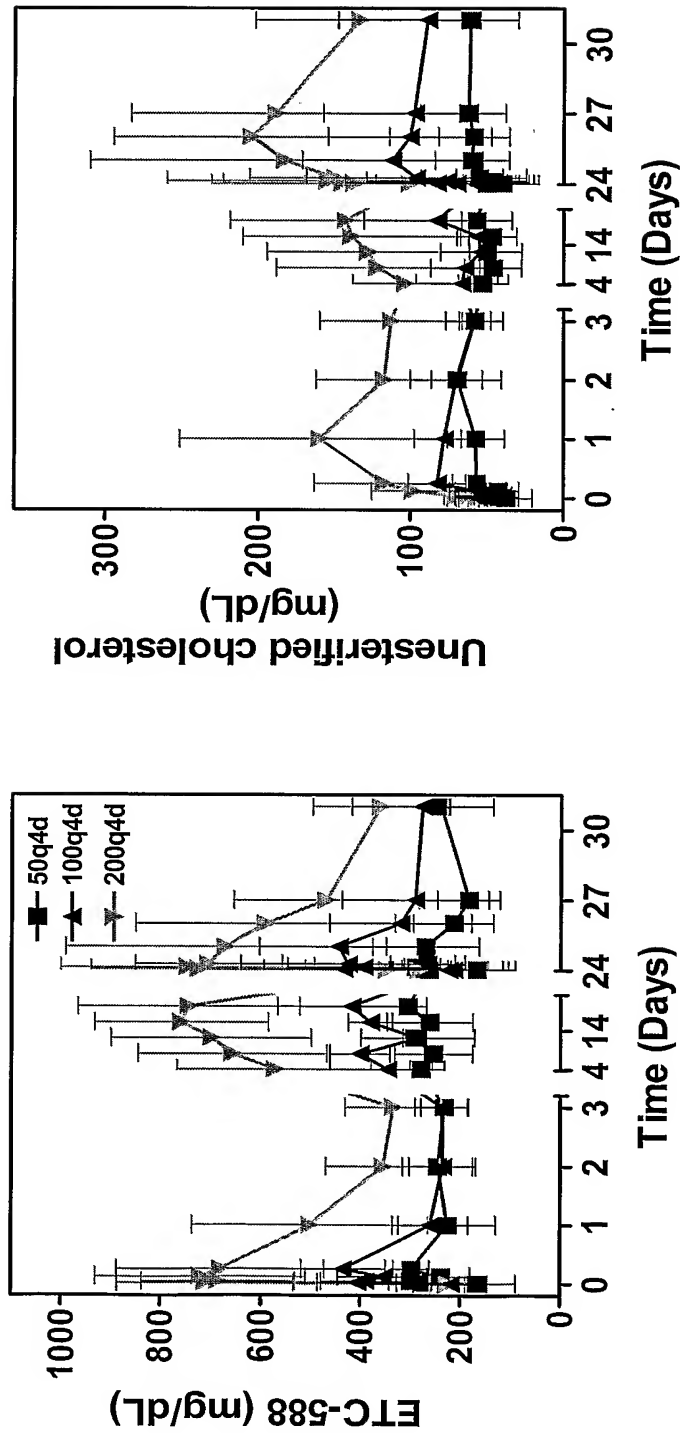 ETC-588 (mg/dL)
1000
800
600
400
200
0
50q4d
100q4d
200q4d
0 1 2 3 4 14 24 27 30
Time (Days)
Unesterified cholesterol
(mg/dL)
300
200
100
0
0 1 2 3 4 14 24 27 30
Time (Days)